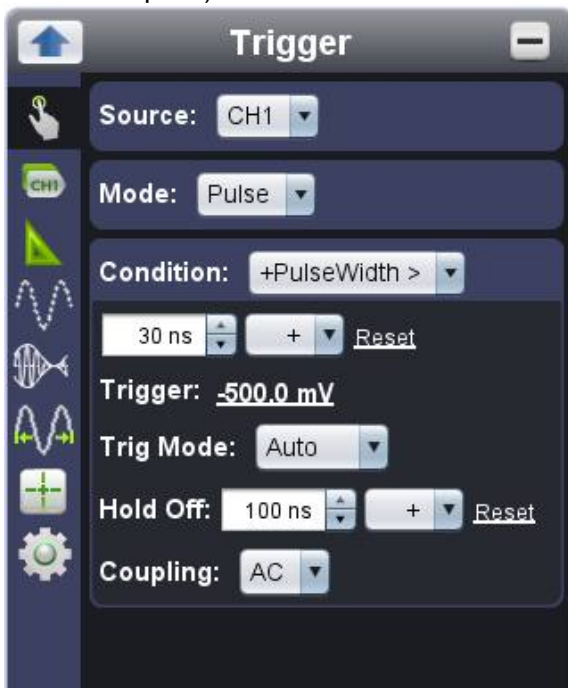 Trigger
Source: CH1
CH1
Mode: Pulse
Condition: +PulseWidth >
30 ns + Reset
Trigger: -500.0 mV
Trig Mode: Auto
Hold Off: 100 ns + Reset
Coupling: AC